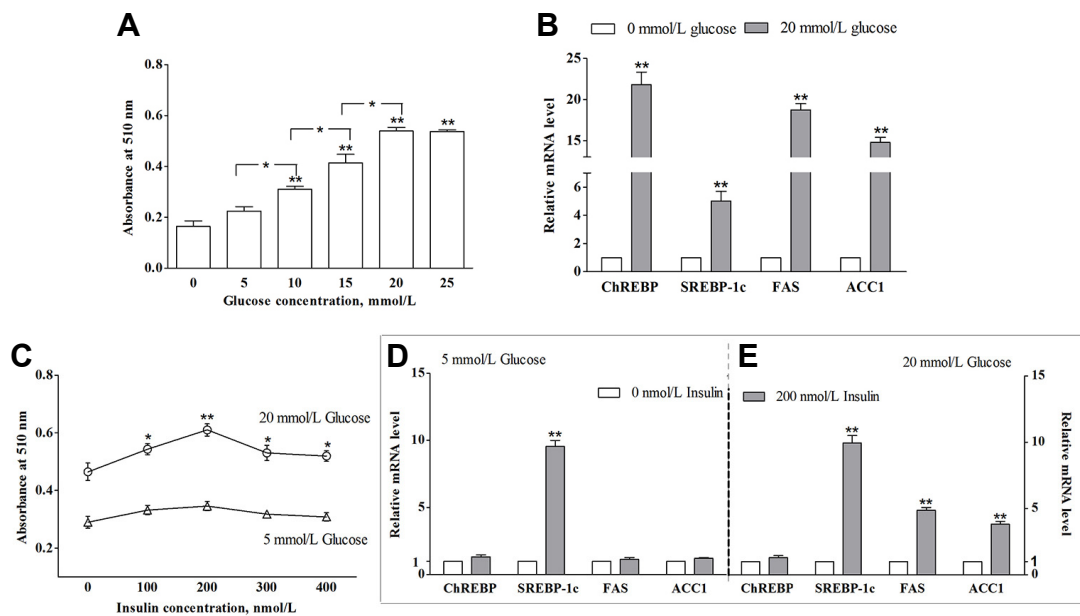 A
0.8
0.6
0.4
0.2
0.0
Absorbance at 510 nm
* * *
** ** ** **
0 5 10 15 20 25
Glucose concentration, mmol/L
B
0 mmol/L glucose 20 mmol/L glucose
25
20
15
6
4
2
0
Relative mRNA level
** ** ** **
ChREBP SREBP-1c FAS ACC1
C
0.8
0.6
0.4
0.2
Absorbance at 510 nm
20 mmol/L Glucose
* ** * *
5 mmol/L Glucose
0 100 200 300 400
Insulin concentration, nmol/L
D
5 mmol/L Glucose
0 nmol/L Insulin
15
10
5
1
0
Relative mRNA level
**
ChREBP SREBP-1c FAS ACC1
E
20 mmol/L Glucose
200 nmol/L Insulin
15
10
5
1
0
Relative mRNA level
** ** **
ChREBP SREBP-1c FAS ACC1